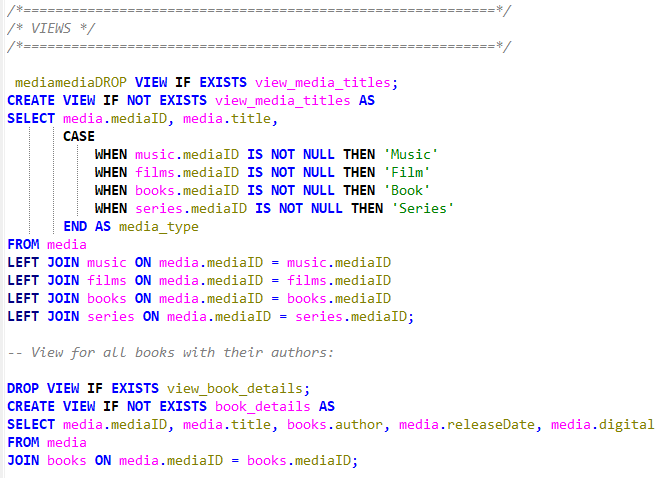 /*============================================================*/
/* VIEWS */
/*============================================================*/
mediamediaDROP VIEW IF EXISTS view_media_titles;
CREATE VIEW IF NOT EXISTS view_media_titles AS
SELECT media.mediaID, media.title,
CASE
WHEN music.mediaID IS NOT NULL THEN 'Music'
WHEN films.mediaID IS NOT NULL THEN 'Film'
WHEN books.mediaID IS NOT NULL THEN 'Book'
WHEN series.mediaID IS NOT NULL THEN 'Series'
END AS media_type
FROM media
LEFT JOIN music ON media.mediaID = music.mediaID
LEFT JOIN films ON media.mediaID = films.mediaID
LEFT JOIN books ON media.mediaID = books.mediaID
LEFT JOIN series ON media.mediaID = series.mediaID;
-- View for all books with their authors:
DROP VIEW IF EXISTS view_book_details;
CREATE VIEW IF NOT EXISTS book_details AS
SELECT media.mediaID, media.title, books.author, media.releaseDate, media.digital
FROM media
JOIN books ON media.mediaID = books.mediaID;